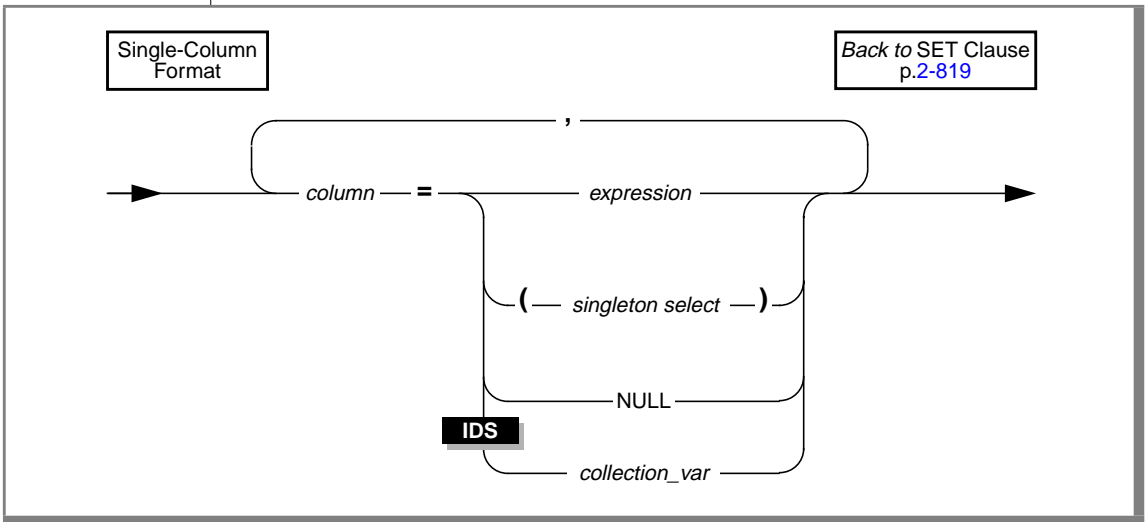 Single-Column
Format
Back to SET Clause
p.2-819
,
column = expression
( singleton select )
NULL
IDS
collection_var